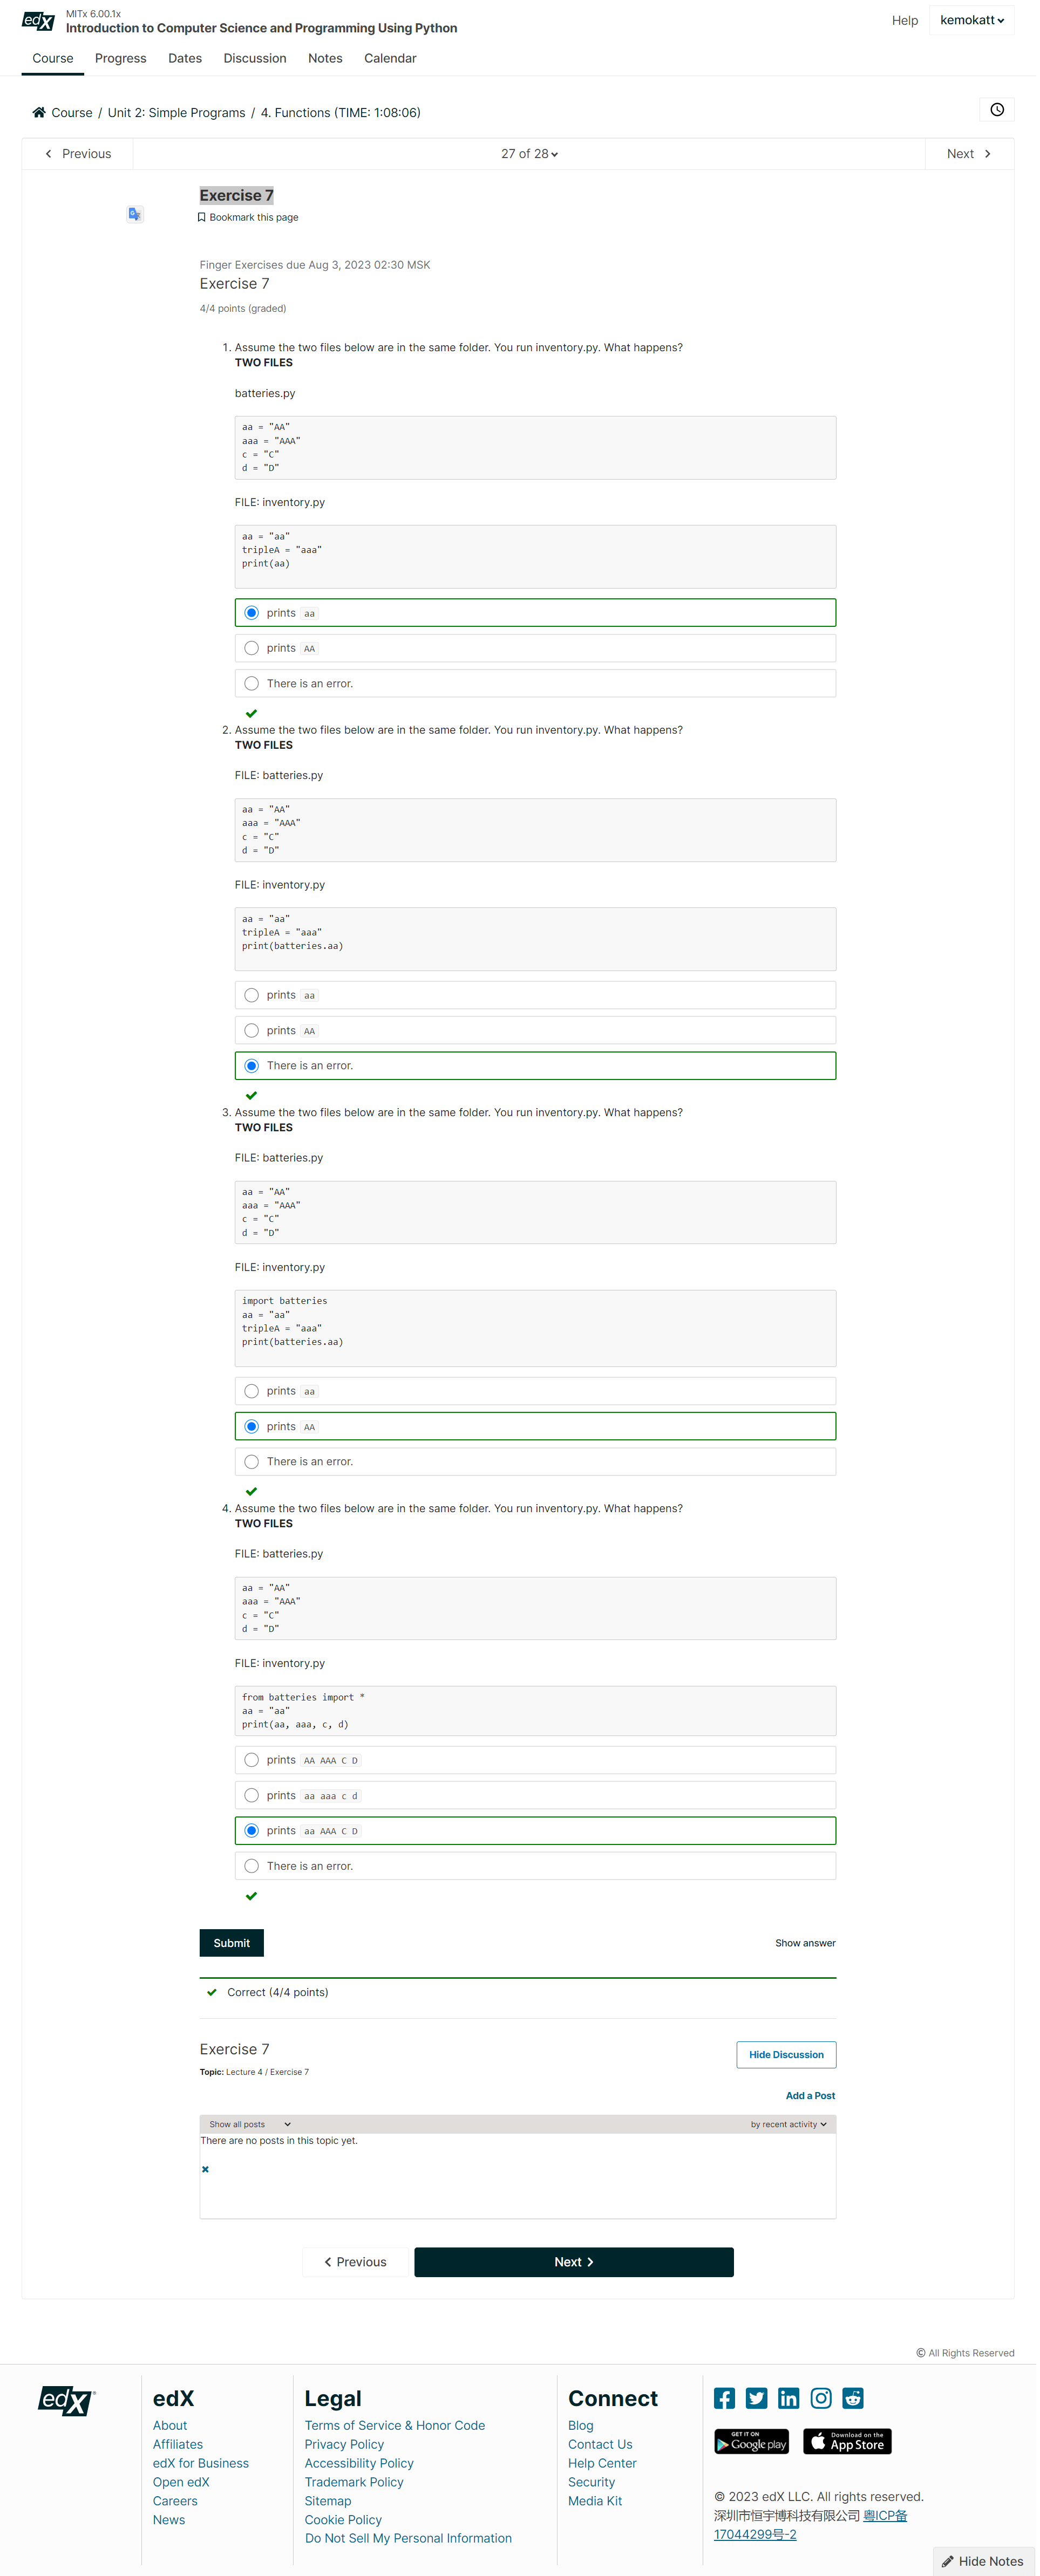 edX
MITx 6.00.1x
Introduction to Computer Science and Programming Using Python
Help
kemokatt
Course
Progress
Dates
Discussion
Notes
Calendar
Course / Unit 2: Simple Programs / 4. Functions (TIME: 1:08:06)
Previous
27 of 28
Next
Exercise 7
Bookmark this page
Finger Exercises due Aug 3, 2023 02:30 MSK
Exercise 7
4/4 points (graded)
1. Assume the two files below are in the same folder. You run inventory.py. What happens?
TWO FILES
batteries.py
aa = "AA"
aaa = "AAA"
c = "C"
d = "D"
FILE: inventory.py
aa = "aa"
tripleA = "aaa"
print(aa)
prints aa
prints AA
There is an error.
2. Assume the two files below are in the same folder. You run inventory.py. What happens?
TWO FILES
FILE: batteries.py
aa = "AA"
aaa = "AAA"
c = "C"
d = "D"
FILE: inventory.py
aa = "aa"
tripleA = "aaa"
print(batteries.aa)
prints aa
prints AA
There is an error.
3. Assume the two files below are in the same folder. You run inventory.py. What happens?
TWO FILES
FILE: batteries.py
aa = "AA"
aaa = "AAA"
c = "C"
d = "D"
FILE: inventory.py
import batteries
aa = "aa"
tripleA = "aaa"
print(batteries.aa)
prints aa
prints AA
There is an error.
4. Assume the two files below are in the same folder. You run inventory.py. What happens?
TWO FILES
FILE: batteries.py
aa = "AA"
aaa = "AAA"
c = "C"
d = "D"
FILE: inventory.py
from batteries import *
aa = "aa"
print(aa, aaa, c, d)
prints AA AAA C D
prints aa aaa c d
prints aa AAA C D
There is an error.
Submit
Show answer
Correct (4/4 points)
Exercise 7
Hide Discussion
Topic: Lecture 4 / Exercise 7
Add a Post
Show all posts
by recent activity
There are no posts in this topic yet.
Previous
Next
© All Rights Reserved
edX
edX
About
Affiliates
edX for Business
Open edX
Careers
News
Legal
Terms of Service & Honor Code
Privacy Policy
Accessibility Policy
Trademark Policy
Sitemap
Cookie Policy
Do Not Sell My Personal Information
Connect
Blog
Contact Us
Help Center
Security
Media Kit
GET IT ON
Google play
Download on the
App Store
© 2023 edX LLC. All rights reserved.
深圳市恒宇博科技有限公司 粤ICP备
17044299号-2
Hide Notes